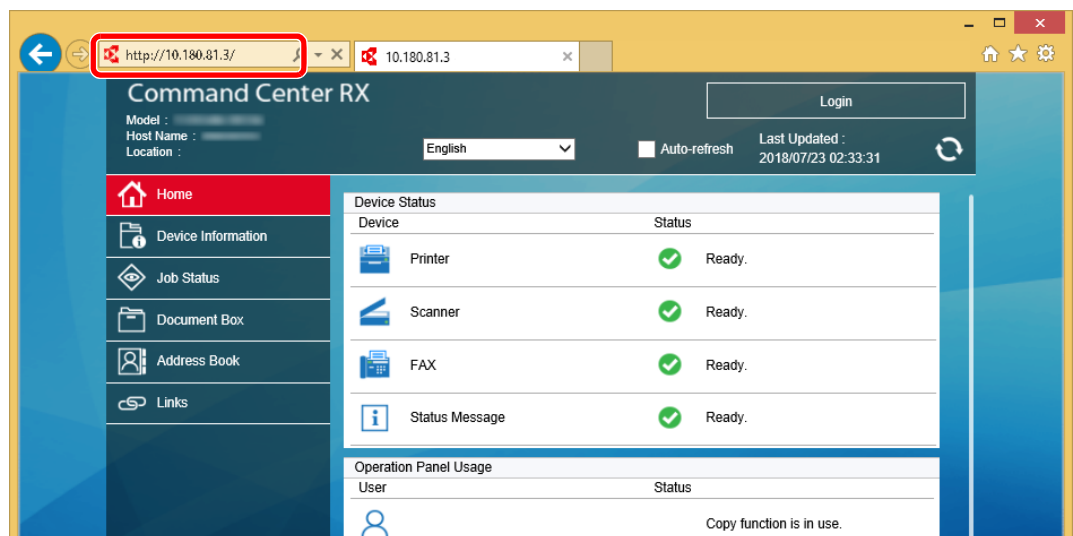 http://10.180.81.3/
10.180.81.3
Command Center RX
Login
Model :
Host Name :
Location :
English
Auto-refresh
Last Updated :
2018/07/23 02:33:31
Home
Device Information
Job Status
Document Box
Address Book
Links
Device Status
Device Status
Printer Ready.
Scanner Ready.
FAX Ready.
Status Message Ready.
Operation Panel Usage
User Status
Copy function is in use.